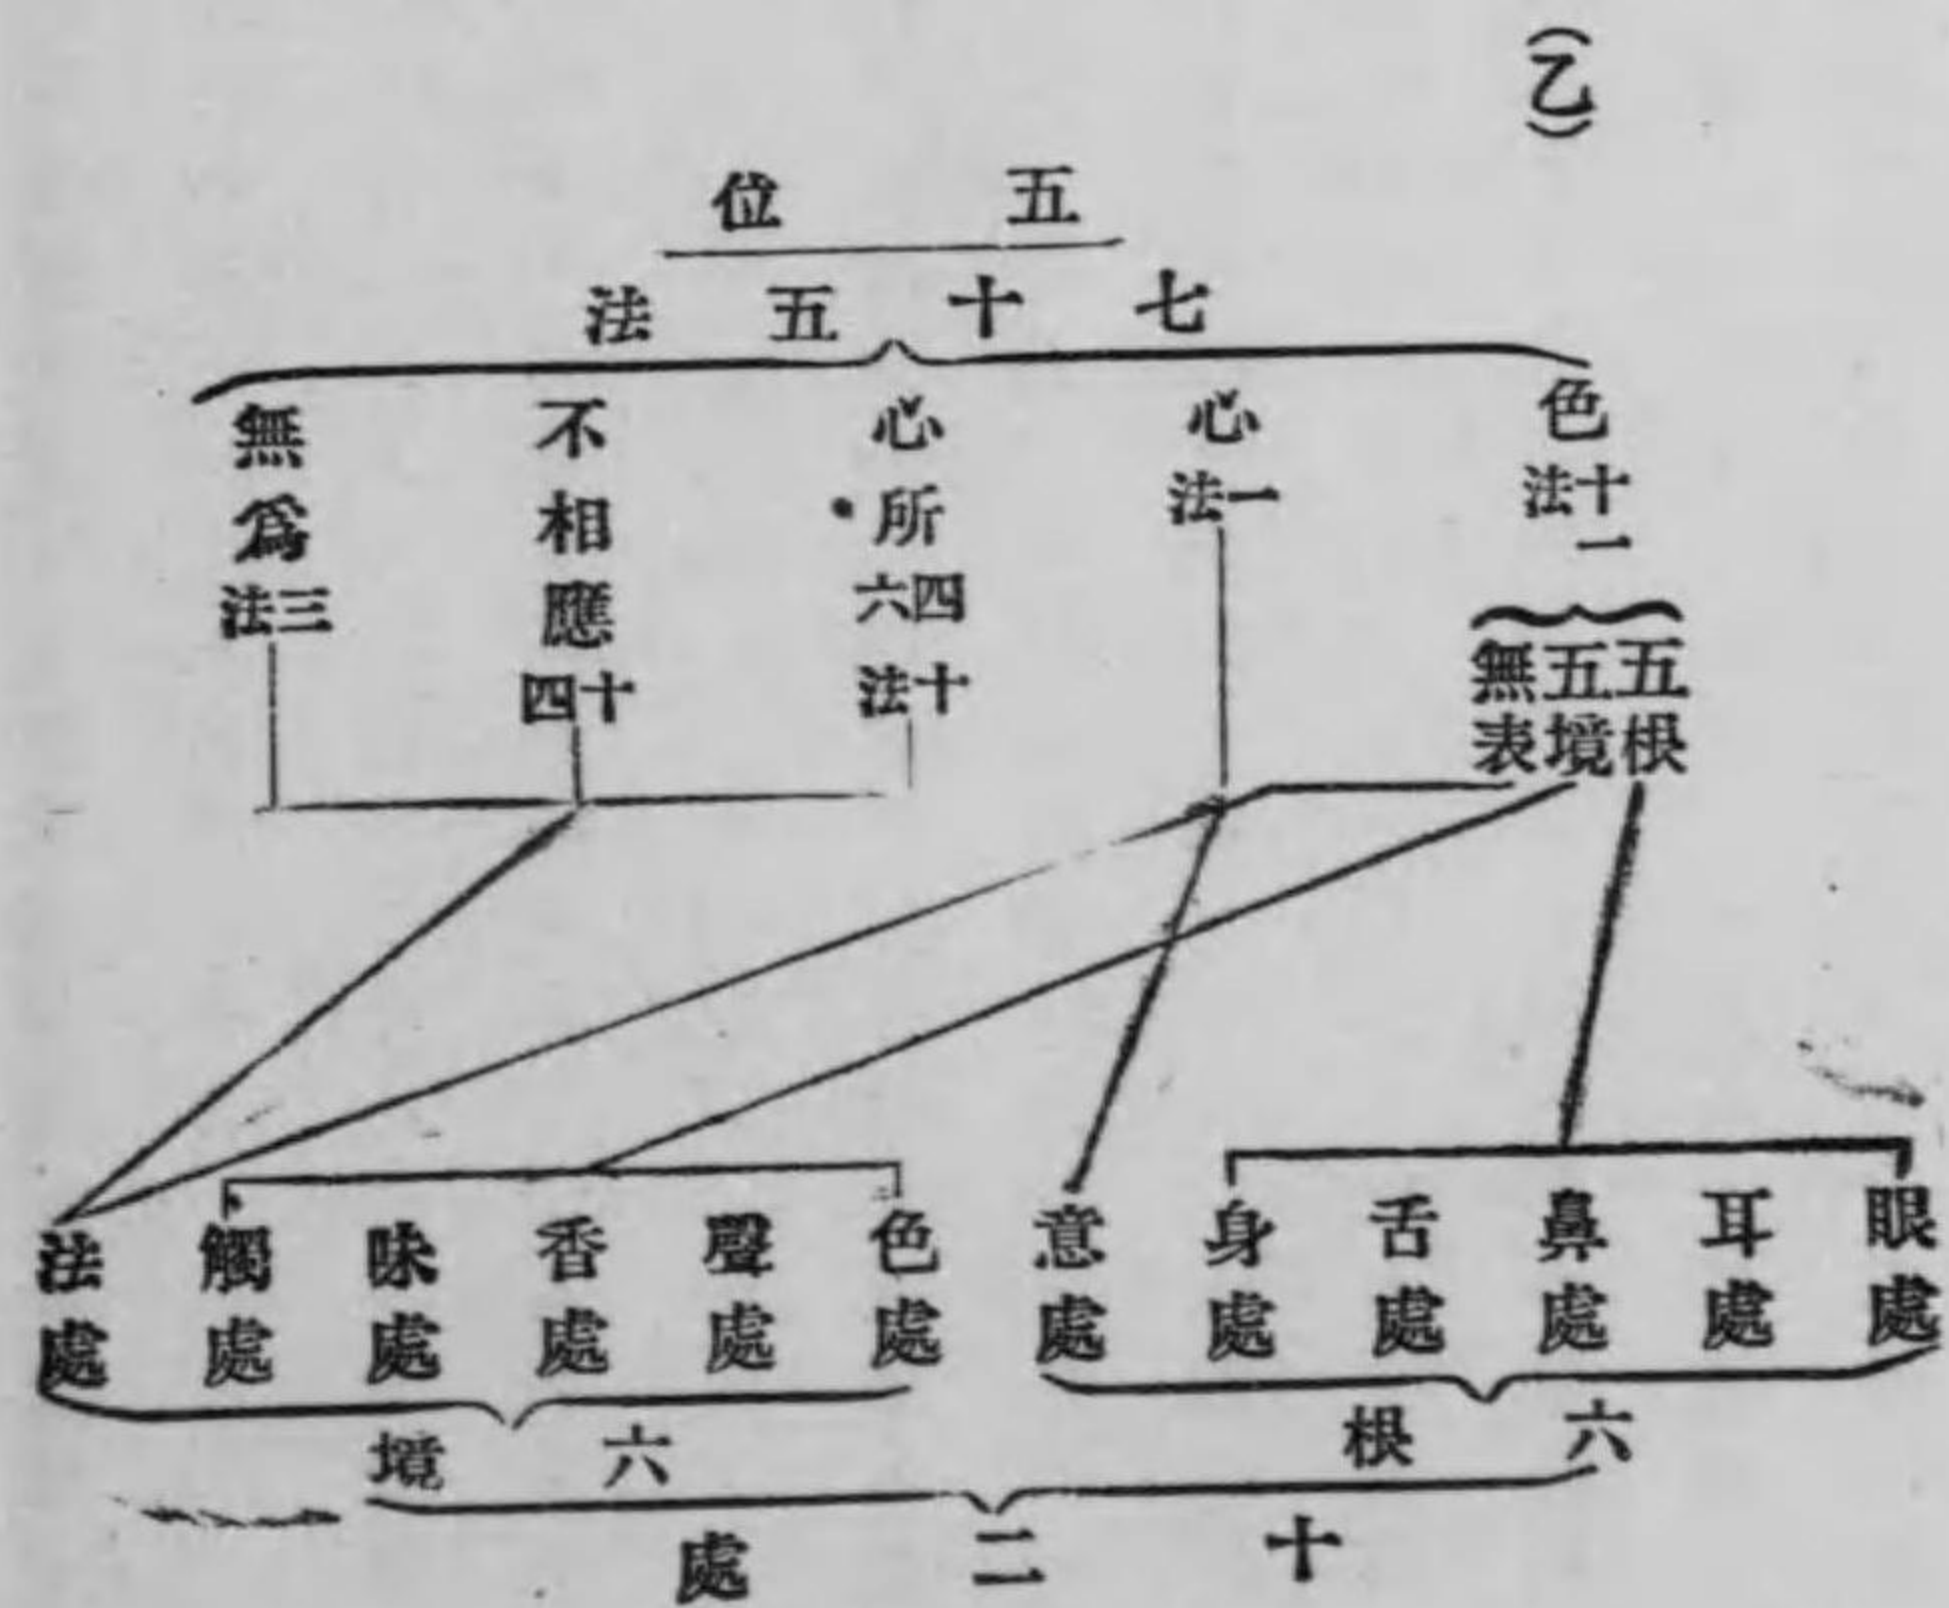 (乙)
五位
七十五法
色十一法
心一法
心所四十六法
不相應十四
無爲三法
五根
五境
無表
眼處
耳處
鼻處
舌處
身處
意處
色處
聲處
香處
味處
觸處
法處
六根
六境
十二處